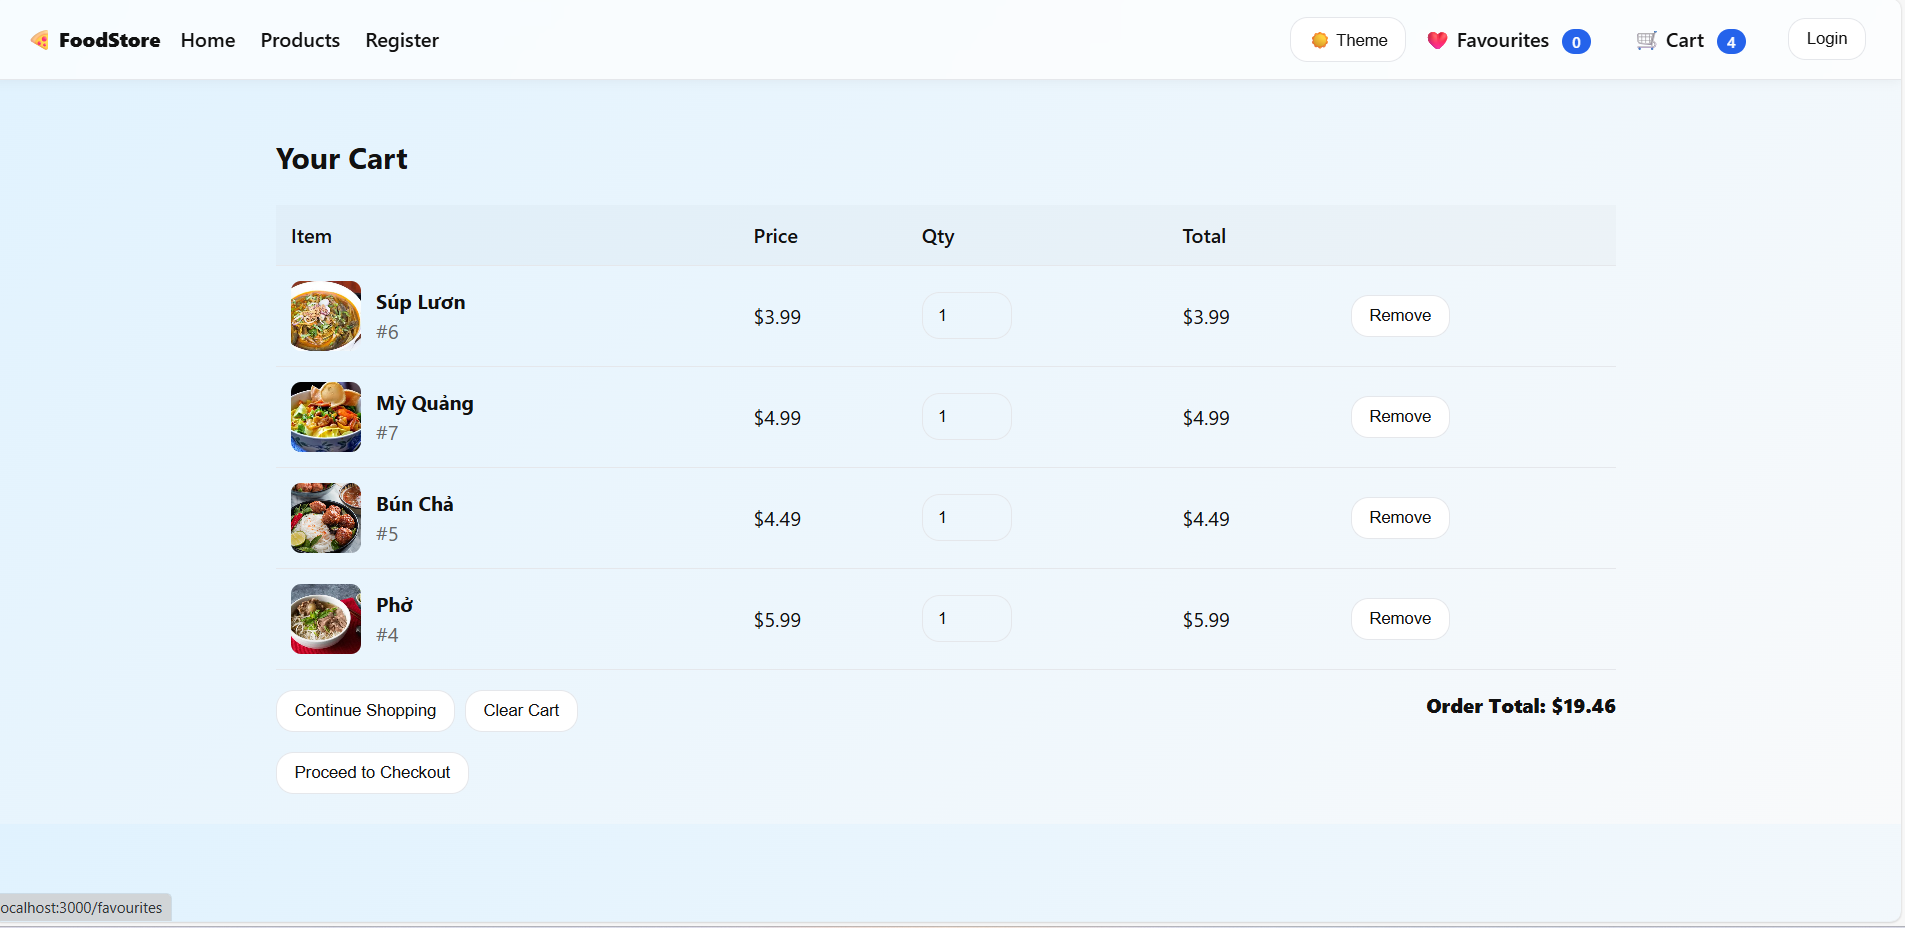 FoodStore Home Products Register Theme Favourites 0 Cart 4 Login
Your Cart
Item Price Qty Total
Súp Lươn
#6
$3.99 1 $3.99 Remove
Mỳ Quảng
#7
$4.99 1 $4.99 Remove
Bún Chả
#5
$4.49 1 $4.49 Remove
Phở
#4
$5.99 1 $5.99 Remove
Continue Shopping Clear Cart Order Total: $19.46
Proceed to Checkout
ocalhost:3000/favourites